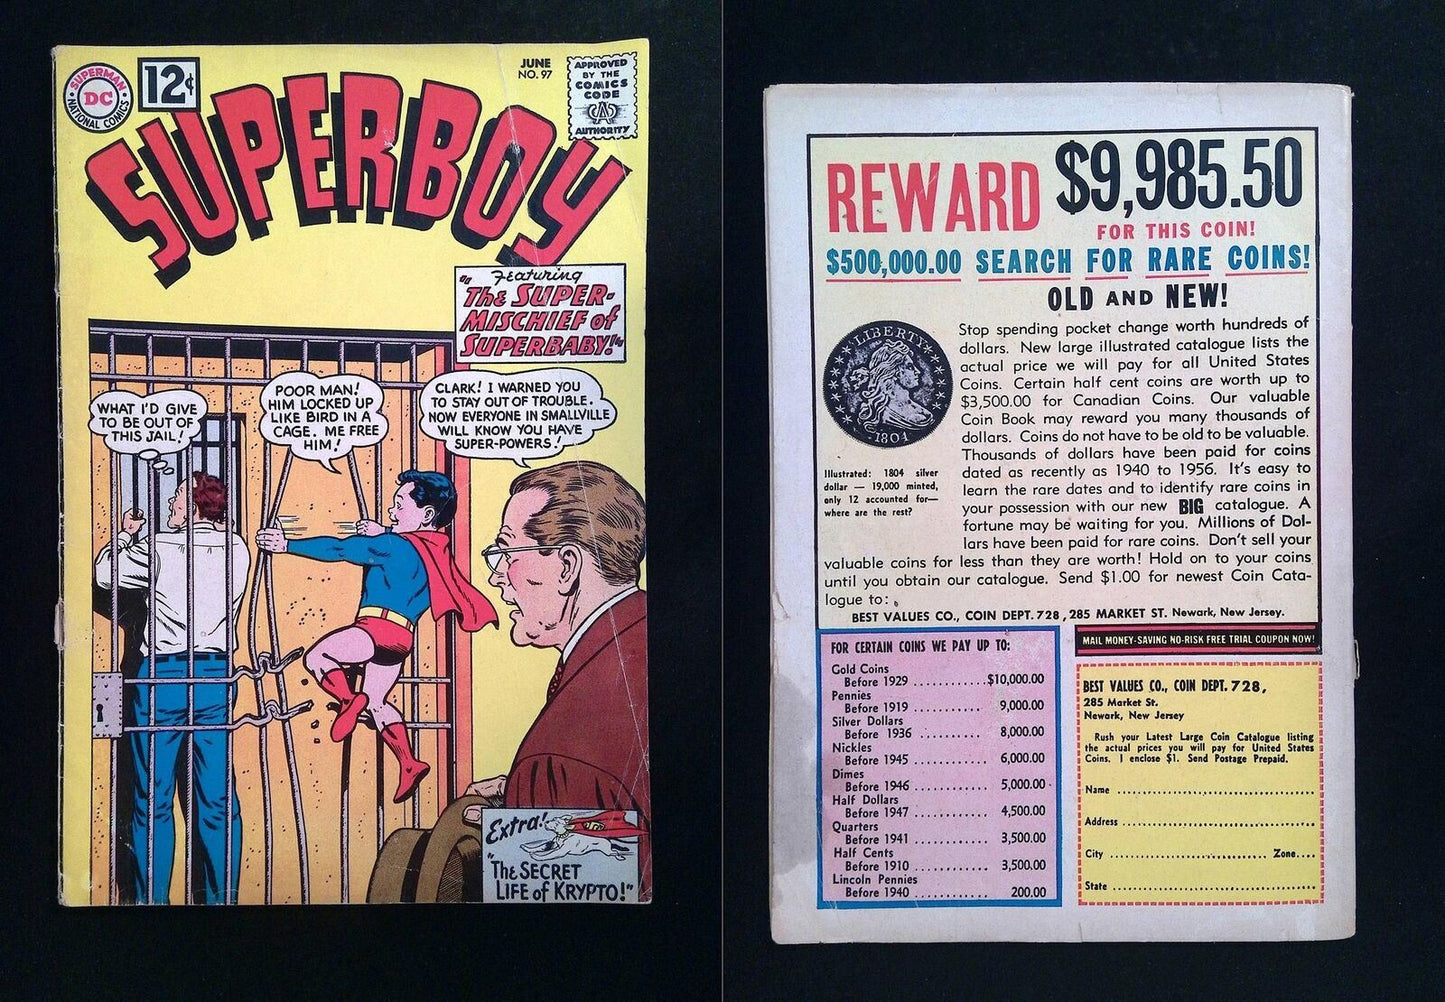 SUPERMAN
DC
NATIONAL COMICS
12¢
JUNE
NO. 97
APPROVED
BY THE
COMICS
CODE
AUTHORITY
SUPERBOY
Featuring
"The SUPER-
MISCHIEF of
SUPERBABY!"
WHAT I'D GIVE
TO BE OUT OF
THIS JAIL!
POOR MAN!
HIM LOCKED UP
LIKE BIRD IN A
CAGE. ME FREE
HIM!
CLARK! I WARNED YOU
TO STAY OUT OF TROUBLE.
NOW EVERYONE IN SMALLVILLE
WILL KNOW YOU HAVE
SUPER-POWERS!
Extra!
"THE SECRET
LIFE of KRYPTO!"
REWARD $9,985.50
FOR THIS COIN!
$500,000.00 SEARCH FOR RARE COINS!
OLD AND NEW!
LIBERTY
1804
Illustrated: 1804 silver
dollar — 19,000 minted,
only 12 accounted for—
where are the rest?
Stop spending pocket change worth hundreds of
dollars. New large illustrated catalogue lists the
actual price we will pay for all United States
Coins. Certain half cent coins are worth up to
$3,500.00 for Canadian Coins. Our valuable
Coin Book may reward you many thousands of
dollars. Coins do not have to be old to be valuable.
Thousands of dollars have been paid for coins
dated as recently as 1940 to 1956. It's easy to
learn the rare dates and to identify rare coins in
your possession with our new BIG catalogue. A
fortune may be waiting for you. Millions of Dol-
lars have been paid for rare coins. Don't sell your
valuable coins for less than they are worth! Hold on to your coins
until you obtain our catalogue. Send $1.00 for newest Coin Cata-
logue to:
BEST VALUES CO., COIN DEPT. 728, 285 MARKET ST. Newark, New Jersey.
FOR CERTAIN COINS WE PAY UP TO:
Gold Coins
Before 1929 ............$10,000.00
Pennies
Before 1919 ........... 9,000.00
Silver Dollars
Before 1936 .......... 8,000.00
Nickles
Before 1945 ........... 6,000.00
Dimes
Before 1946 ........... 5,000.00
Half Dollars
Before 1947 ........... 4,500.00
Quarters
Before 1941 ........... 3,500.00
Half Cents
Before 1910 ........... 3,500.00
Lincoln Pennies
Before 1940 ........... 200.00
MAIL MONEY-SAVING NO-RISK FREE TRIAL COUPON NOW!
BEST VALUES CO., COIN DEPT. 728,
285 Market St.
Newark, New Jersey
Rush your Latest Large Coin Catalogue listing
the actual prices you will pay for United States
Coins. I enclose $1. Send Postage Prepaid.
Name ....................................
Address ...................................
City ............................ Zone....
State .....................................